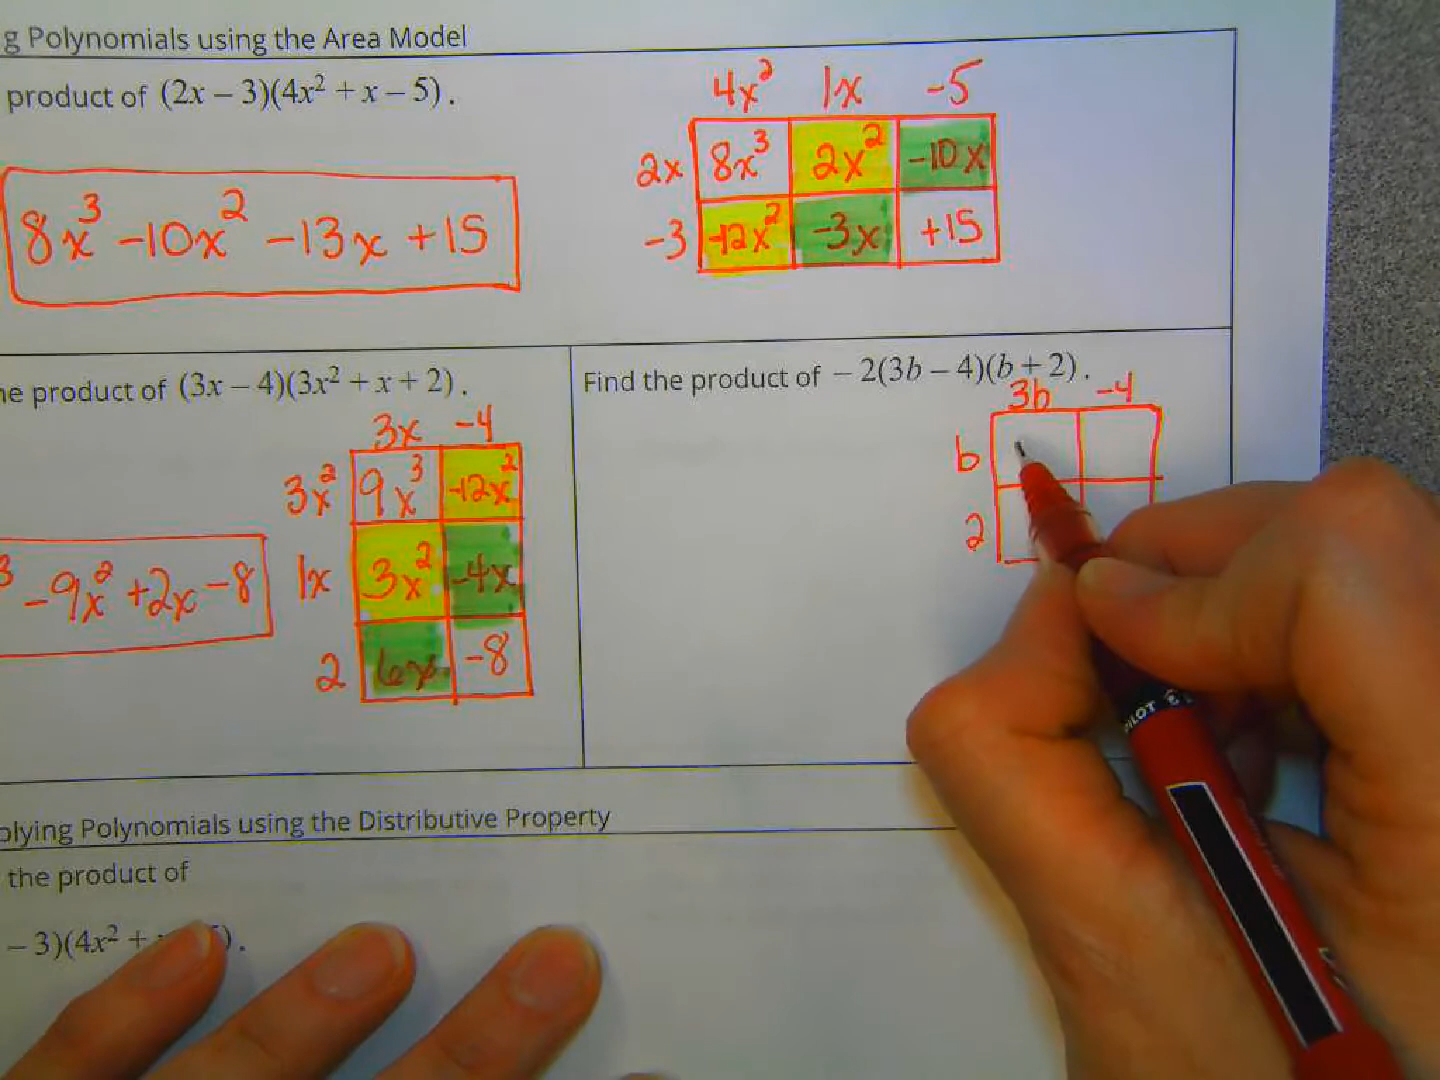 g Polynomials using the Area Model
product of (2x – 3)(4x² + x – 5).
4x² 1x -5
2x 8x³ 2x² -10x
-3 -12x² -3x +15
8x³ -10x² -13x +15
product of (3x – 4)(3x² + x + 2).
3x -4
3x² 9x³ -12x²
1x 3x² -4x
2 6x -8
³ -9x² +2x -8
Find the product of – 2(3b – 4)(b + 2).
3b -4
b
2
PILOT
plying Polynomials using the Distributive Property
the product of
– 3)(4x² + ).